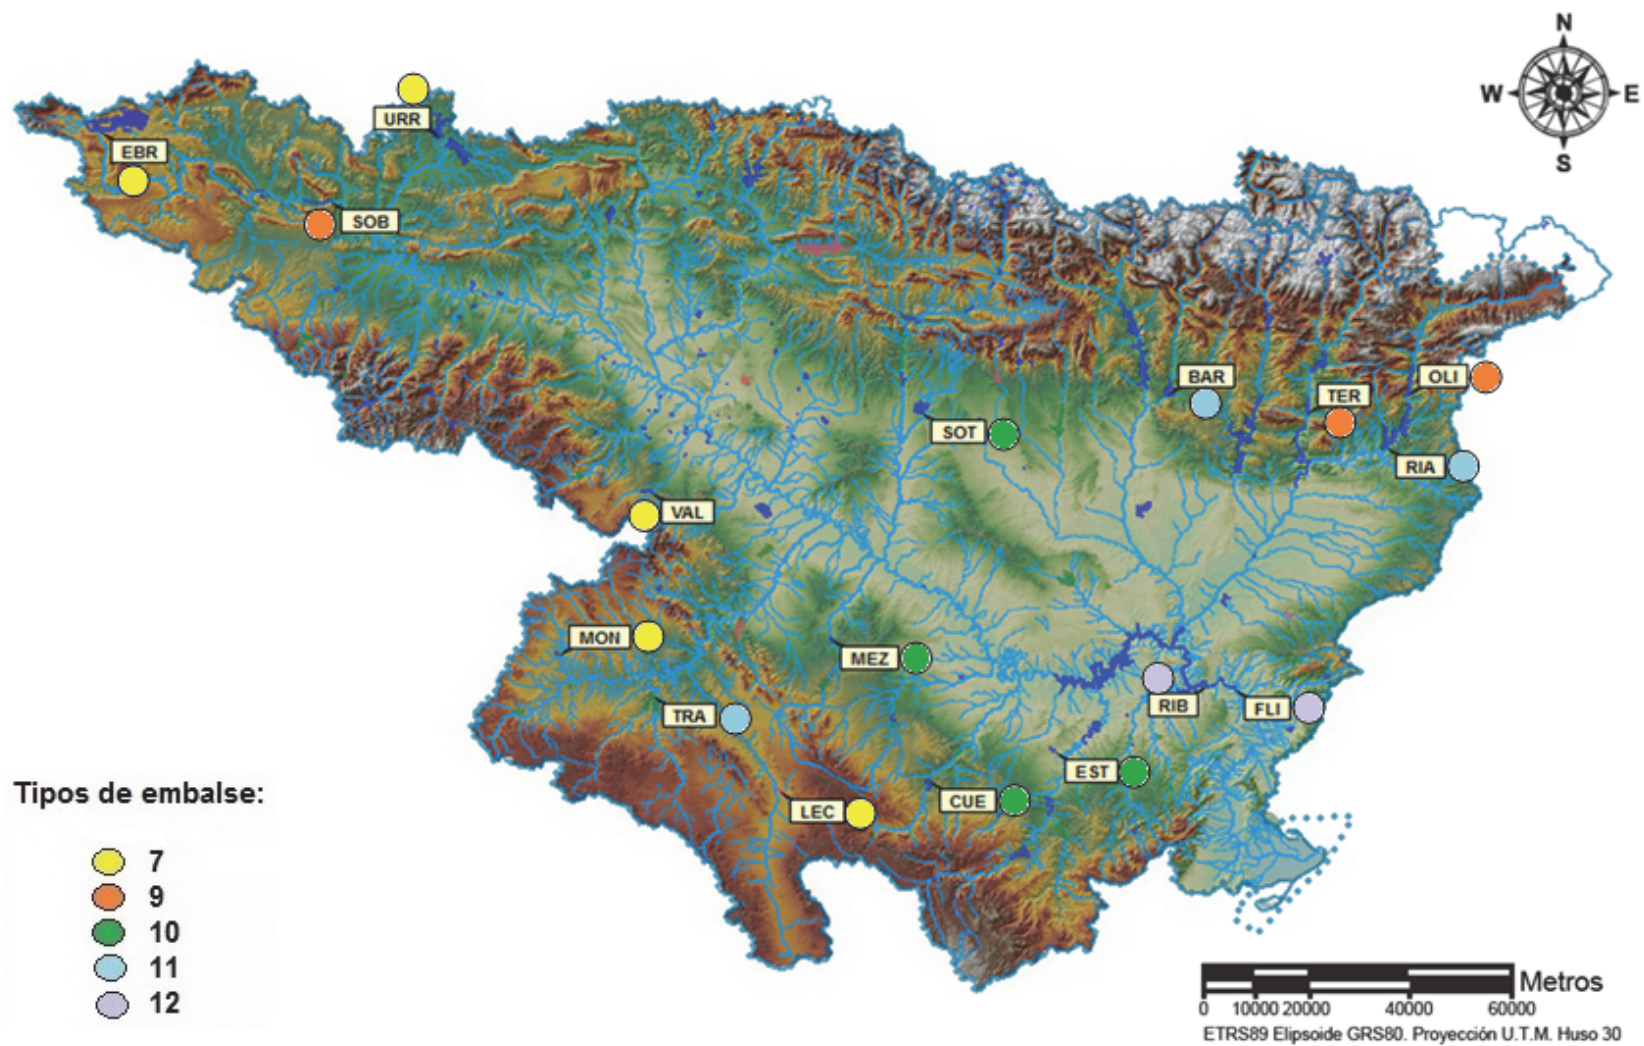 N
W E
S
URR
EBR
SOB
BAR
OLI
TER
SOT
RIA
VAL
MON
MEZ
TRA
RIB
FLI
EST
CUE
LEC
Tipos de embalse:
7
9
10
11
12
Metros
0 10000 20000 40000 60000
ETRS89 Elipsoide GRS80. Proyección U.T.M. Huso 30